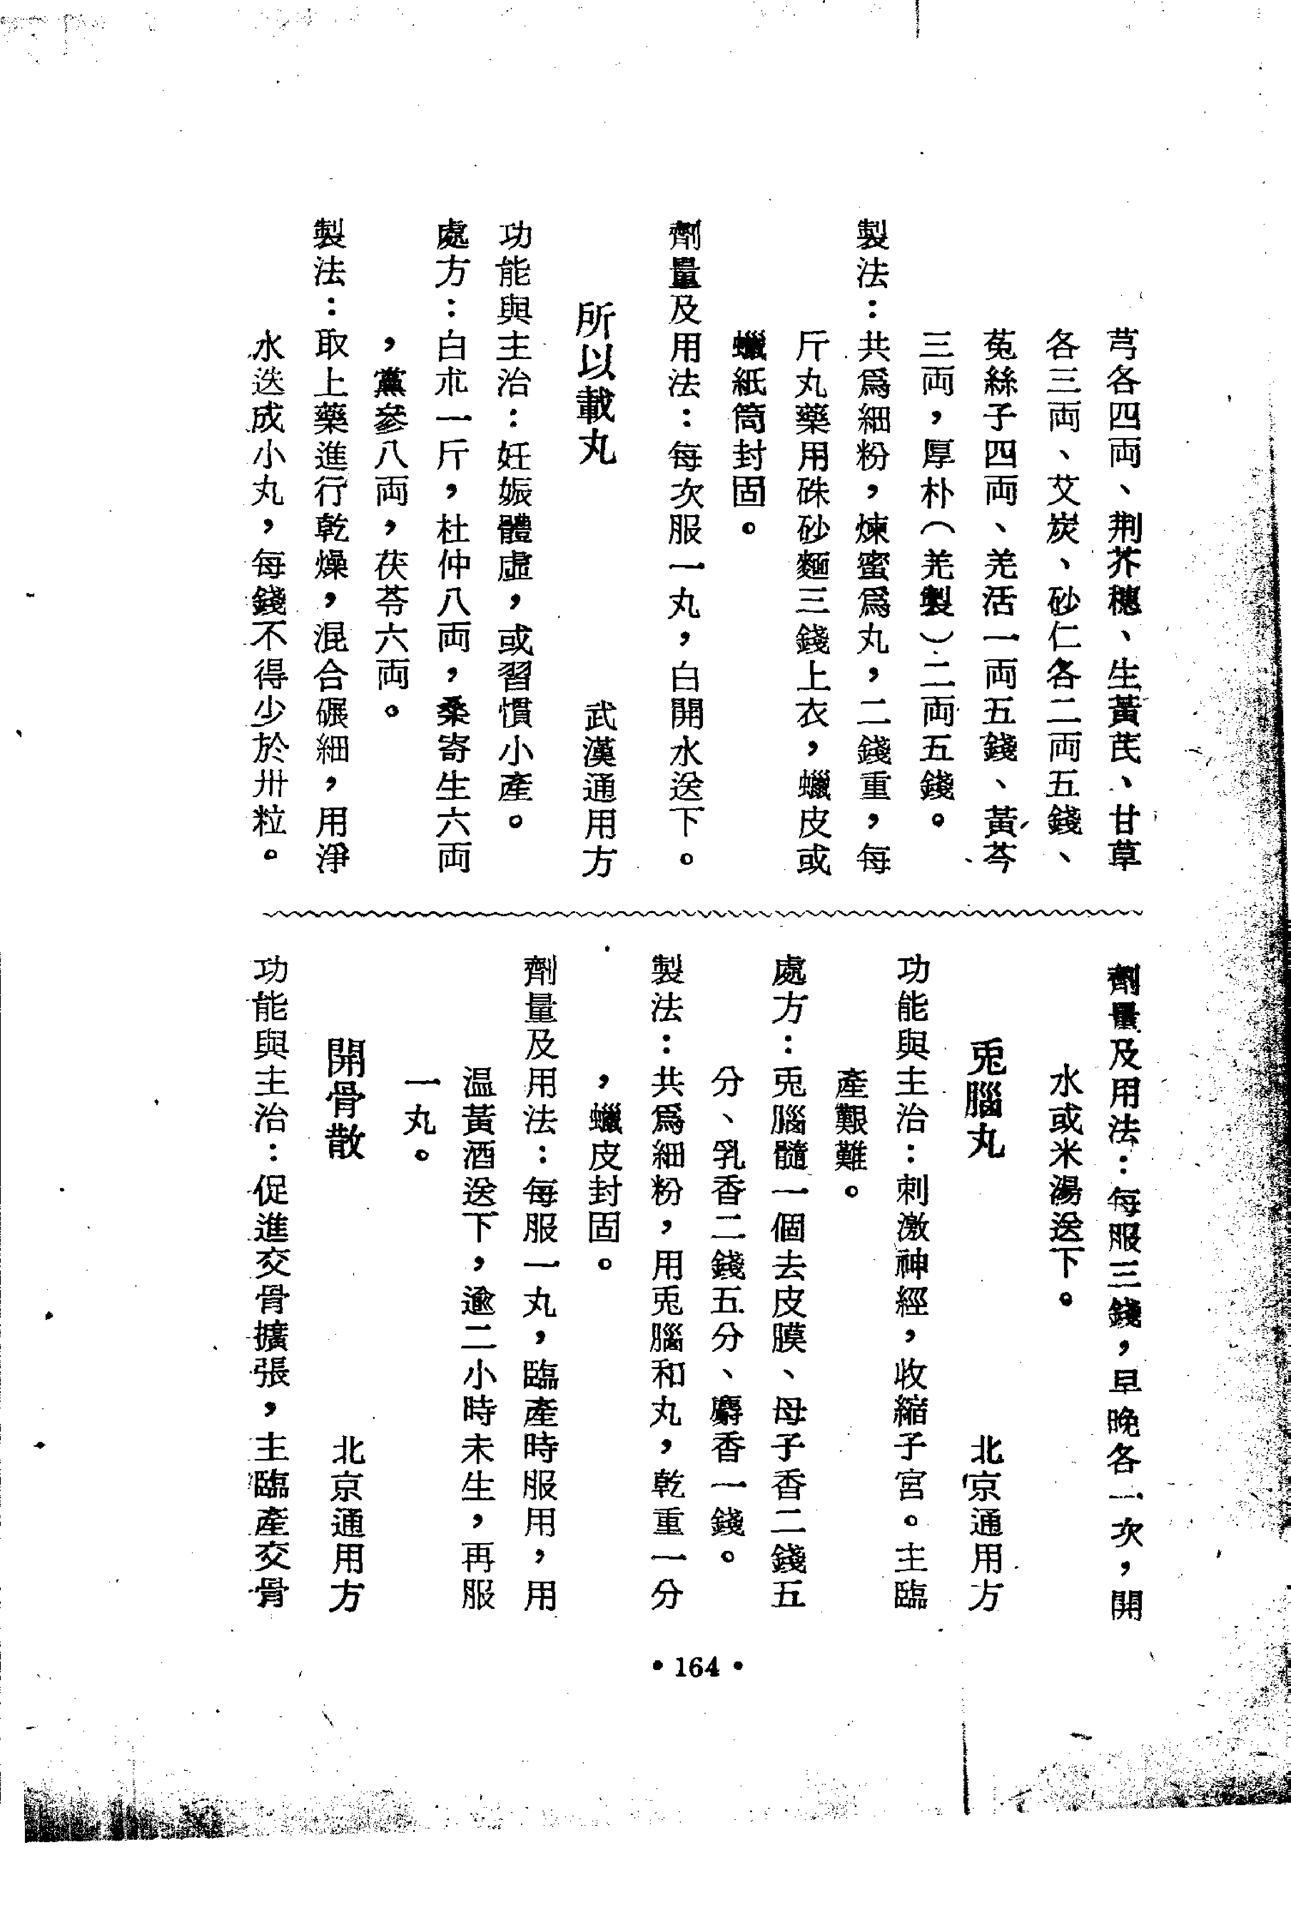 芎各四両、荆芥穗、生黃芪、甘草
各三両、艾炭、砂仁各二両五錢、
菟絲子四両、羌活一両五錢、黃芩
三両，厚朴（羌製）二両五錢。
製法：共爲細粉，煉蜜爲丸，二錢重，每
斤丸藥用硃砂麵三錢上衣，蠟皮或
蠟紙筒封固。
劑量及用法：每次服一丸，白開水送下。
所以載丸　武漢通用方
功能與主治：妊娠體虛，或習慣小產。
處方：白朮一斤，杜仲八両，桑寄生六両
，黨參八両，茯苓六両。
製法：取上藥進行乾燥，混合碾細，用淨
水迭成小丸，每錢不得少於卅粒。
劑量及用法：每服三錢，早晚各一次，開
水或米湯送下。
兎腦丸　北京通用方
功能與主治：刺激神經，收縮子宮。主臨
產艱難。
處方：兎腦髓一個去皮膜、母子香二錢五
分、乳香二錢五分、麝香一錢。
製法：共爲細粉，用兎腦和丸，乾重一分
，蠟皮封固。
劑量及用法：每服一丸，臨產時服用，用
温黃酒送下，逾二小時未生，再服
一丸。
開骨散　北京通用方
功能與主治：促進交骨擴張，主臨產交骨
• 164 •